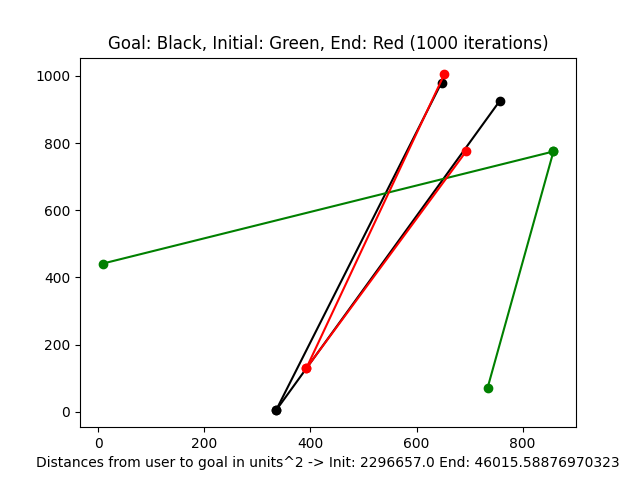 Goal: Black, Initial: Green, End: Red (1000 iterations)
1000
800
600
400
200
0
0 200 400 600 800
Distances from user to goal in units^2 -> Init: 2296657.0 End: 46015.58876970323